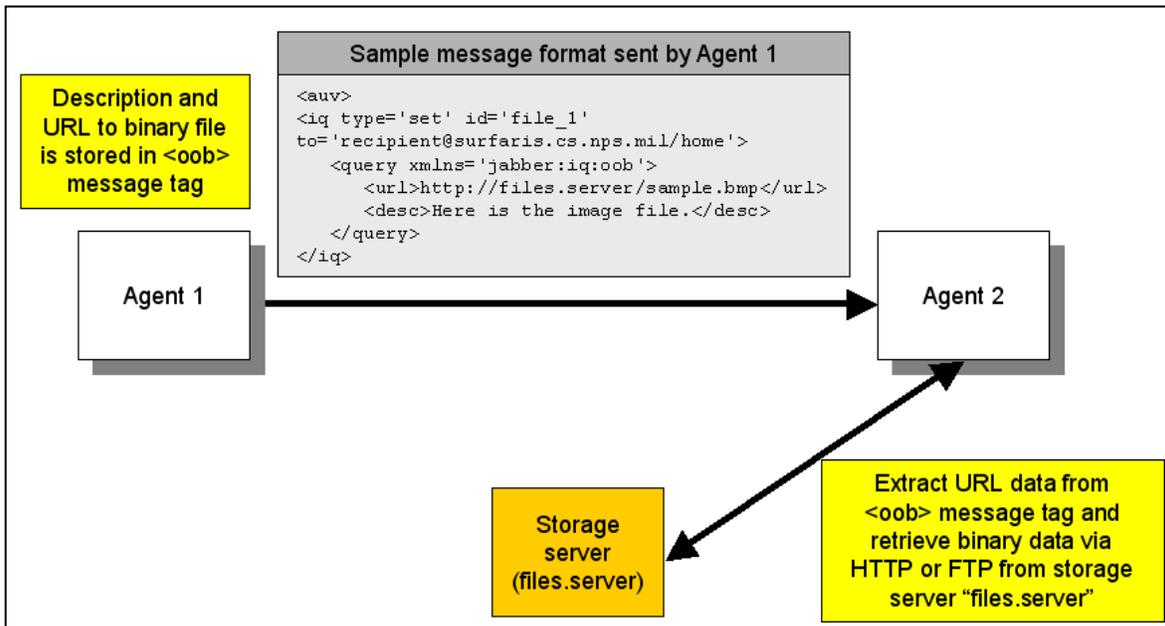 Sample message format sent by Agent 1
Description and
URL to binary file
is stored in <oob>
message tag
<auv>
<iq type='set' id='file_1'
to='recipient@surfaris.cs.nps.mil/home'>
<query xmlns='jabber:iq:oob'>
<url>http://files.server/sample.bmp</url>
<desc>Here is the image file.</desc>
</query>
</iq>
Agent 1
Agent 2
Storage
server
(files.server)
Extract URL data from
<oob> message tag and
retrieve binary data via
HTTP or FTP from storage
server “files.server”